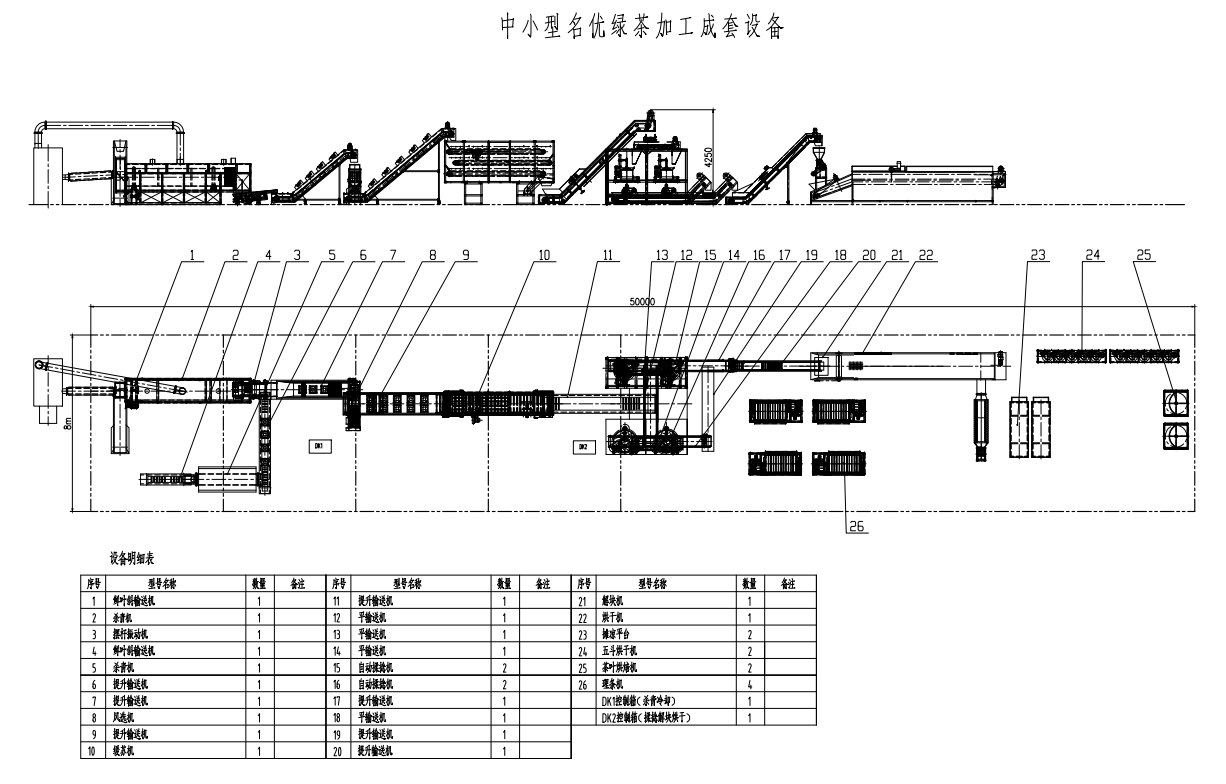 中小型名优绿茶加工成套设备
4250
1 2 4 3 5 6 7 8 9 10 11 13 12 15 14 16 17 19 18 20 21 22 23 24 25
50000
8m
DK1
DK2
26
设备明细表
序号 型号名称 数量 备注 序号 型号名称 数量 备注 序号 型号名称 数量 备注
1 鲜叶斜输送机 1 11 提升输送机 1 21 解块机 1
2 杀青机 1 12 平输送机 1 22 烘干机 1
3 摆杆振动机 1 13 平输送机 1 23 摊凉平台 2
4 鲜叶斜输送机 1 14 平输送机 1 24 五斗烘干机 2
5 杀青机 1 15 自动揉捻机 2 25 茶叶烘焙机 2
6 提升输送机 1 16 自动揉捻机 2 26 理条机 4
7 提升输送机 1 17 提升输送机 1 DK1控制箱(杀青冷却) 1
8 风选机 1 18 平输送机 1 DK2控制箱(揉捻解块烘干) 1
9 提升输送机 1 19 提升输送机 1
10 缓苏机 1 20 提升输送机 1